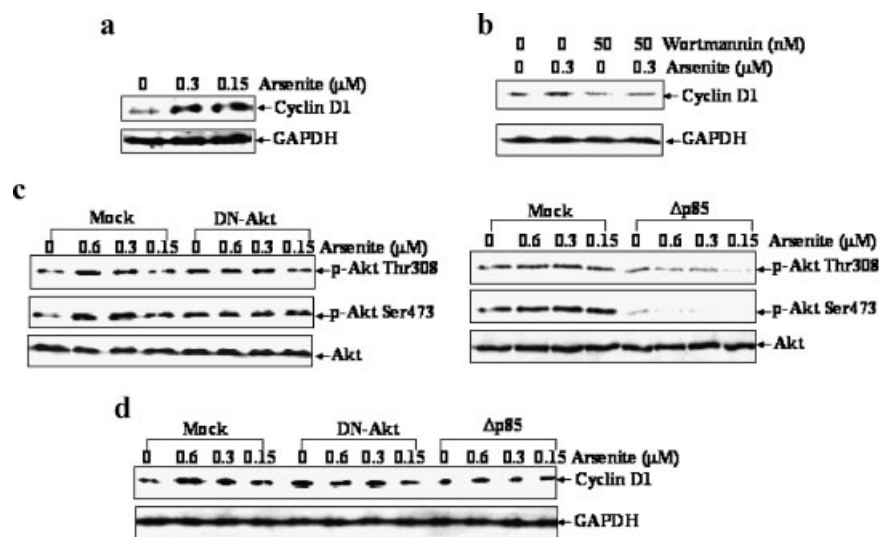 a
0 0.3 0.15 Arsenite (μM)
Cyclin D1
GAPDH
b
0 0 50 50 Wortmannin (nM)
0 0.3 0 0.3 Arsenite (μM)
Cyclin D1
GAPDH
c
Mock DN-Akt
0 0.6 0.3 0.15 0 0.6 0.3 0.15 Arsenite (μM)
p-Akt Thr308
p-Akt Ser473
Akt
Mock Δp85
0 0.6 0.3 0.15 0 0.6 0.3 0.15 Arsenite (μM)
p-Akt Thr308
p-Akt Ser473
Akt
d
Mock DN-Akt Δp85
0 0.6 0.3 0.15 0 0.6 0.3 0.15 0 0.6 0.3 0.15 Arsenite (μM)
Cyclin D1
GAPDH